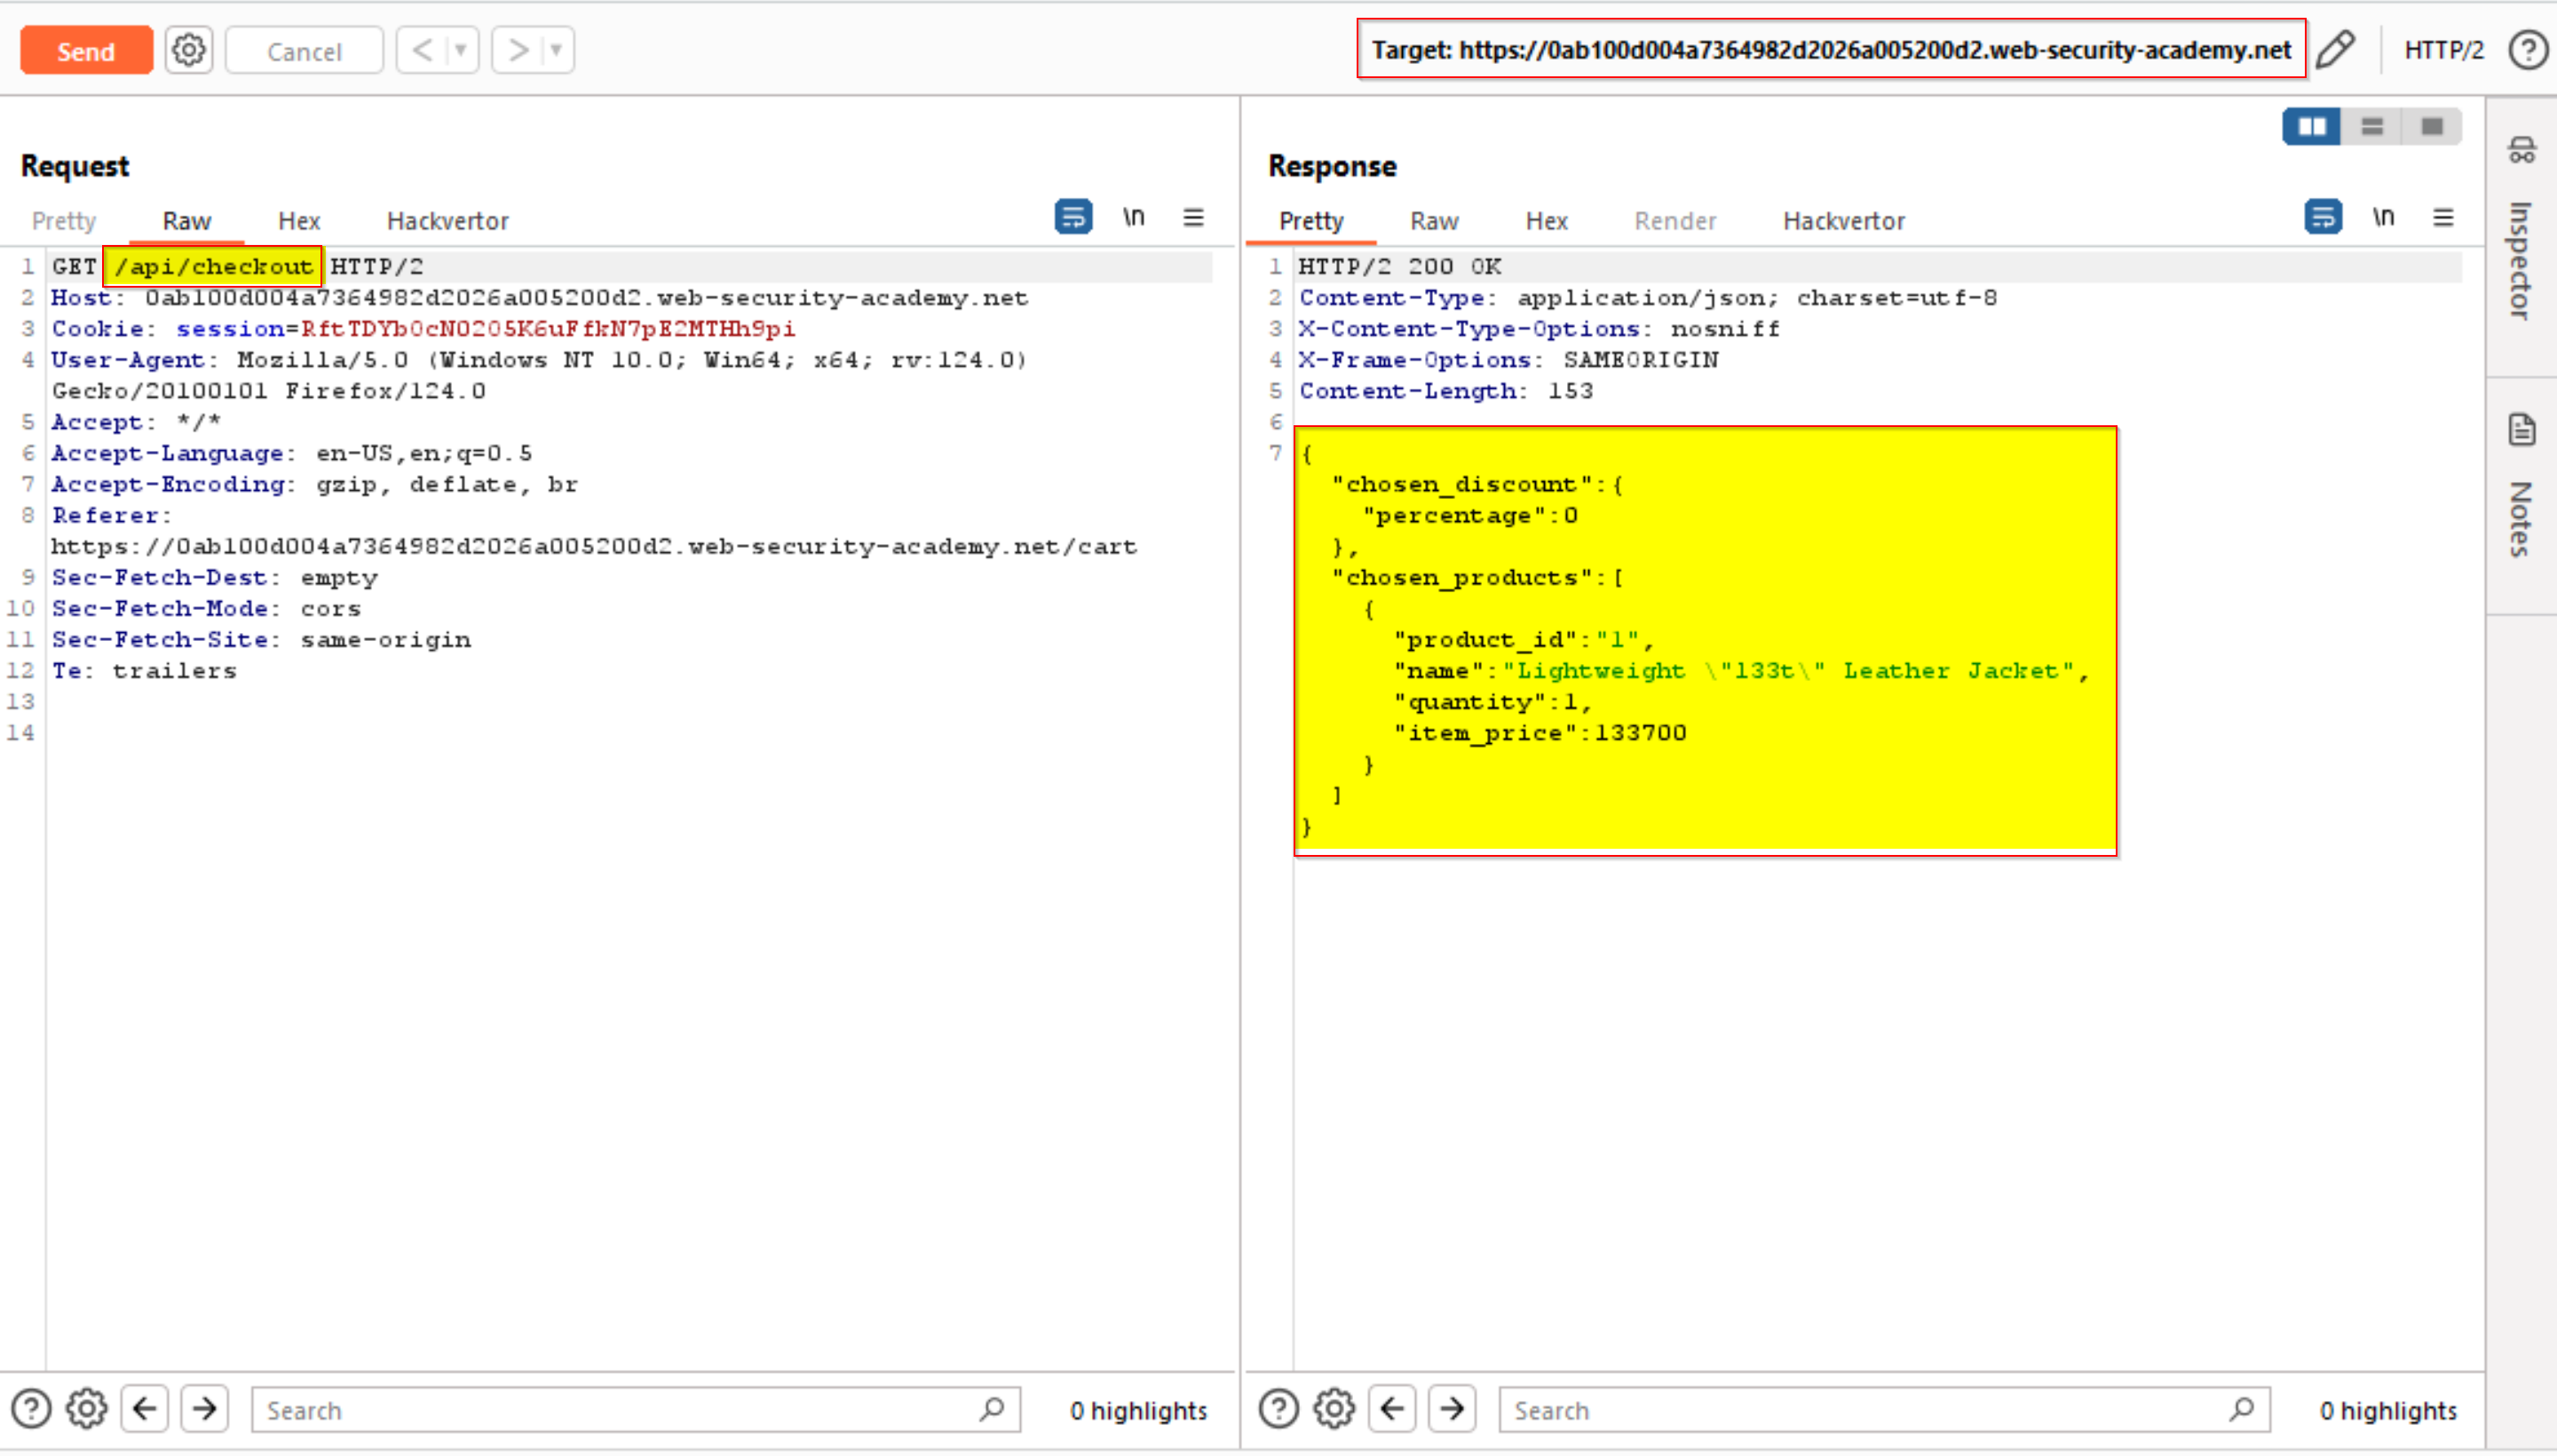 Send
Cancel
Target: https://0ab100d004a7364982d2026a005200d2.web-security-academy.net
HTTP/2
Request
Pretty Raw Hex Hackvertor
\n
1 GET /api/checkout HTTP/2
2 Host: 0ab100d004a7364982d2026a005200d2.web-security-academy.net
3 Cookie: session=RftTDYb0cN0205K6uFfkN7pE2MTHh9pi
4 User-Agent: Mozilla/5.0 (Windows NT 10.0; Win64; x64; rv:124.0)
Gecko/20100101 Firefox/124.0
5 Accept: */*
6 Accept-Language: en-US,en;q=0.5
7 Accept-Encoding: gzip, deflate, br
8 Referer:
https://0ab100d004a7364982d2026a005200d2.web-security-academy.net/cart
9 Sec-Fetch-Dest: empty
10 Sec-Fetch-Mode: cors
11 Sec-Fetch-Site: same-origin
12 Te: trailers
13
14
Search
0 highlights
Response
Pretty Raw Hex Render Hackvertor
\n
1 HTTP/2 200 OK
2 Content-Type: application/json; charset=utf-8
3 X-Content-Type-Options: nosniff
4 X-Frame-Options: SAMEORIGIN
5 Content-Length: 153
6
7 {
"chosen_discount":{
"percentage":0
},
"chosen_products":[
{
"product_id":"1",
"name":"Lightweight \"l33t\" Leather Jacket",
"quantity":1,
"item_price":133700
}
]
}
Search
0 highlights
Inspector
Notes